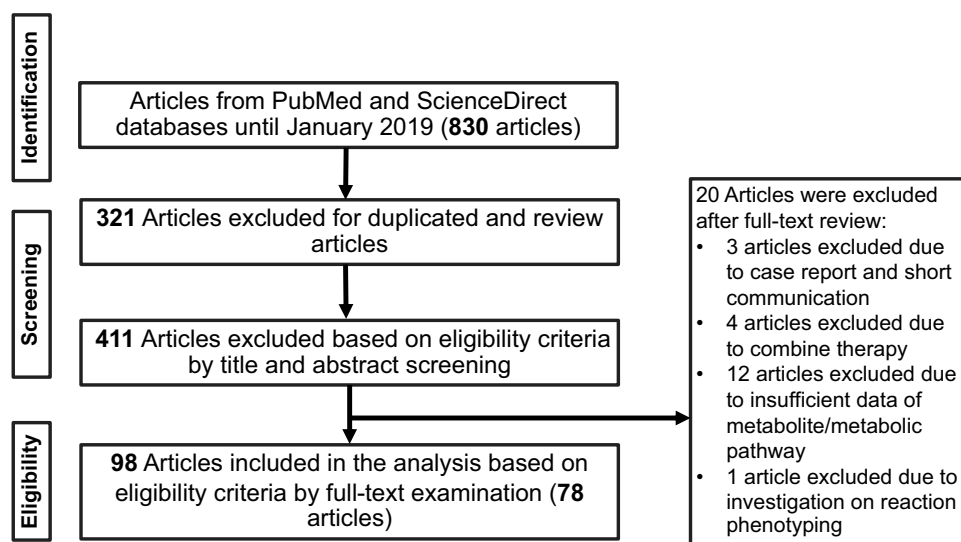 Identification
Articles from PubMed and ScienceDirect
databases until January 2019 (830 articles)
Screening
321 Articles excluded for duplicated and review
articles
411 Articles excluded based on eligibility criteria
by title and abstract screening
Eligibility
98 Articles included in the analysis based on
eligibility criteria by full-text examination (78
articles)
20 Articles were excluded
after full-text review:
• 3 articles excluded due
to case report and short
communication
• 4 articles excluded due
to combine therapy
• 12 articles excluded due
to insufficient data of
metabolite/metabolic
pathway
• 1 article excluded due to
investigation on reaction
phenotyping